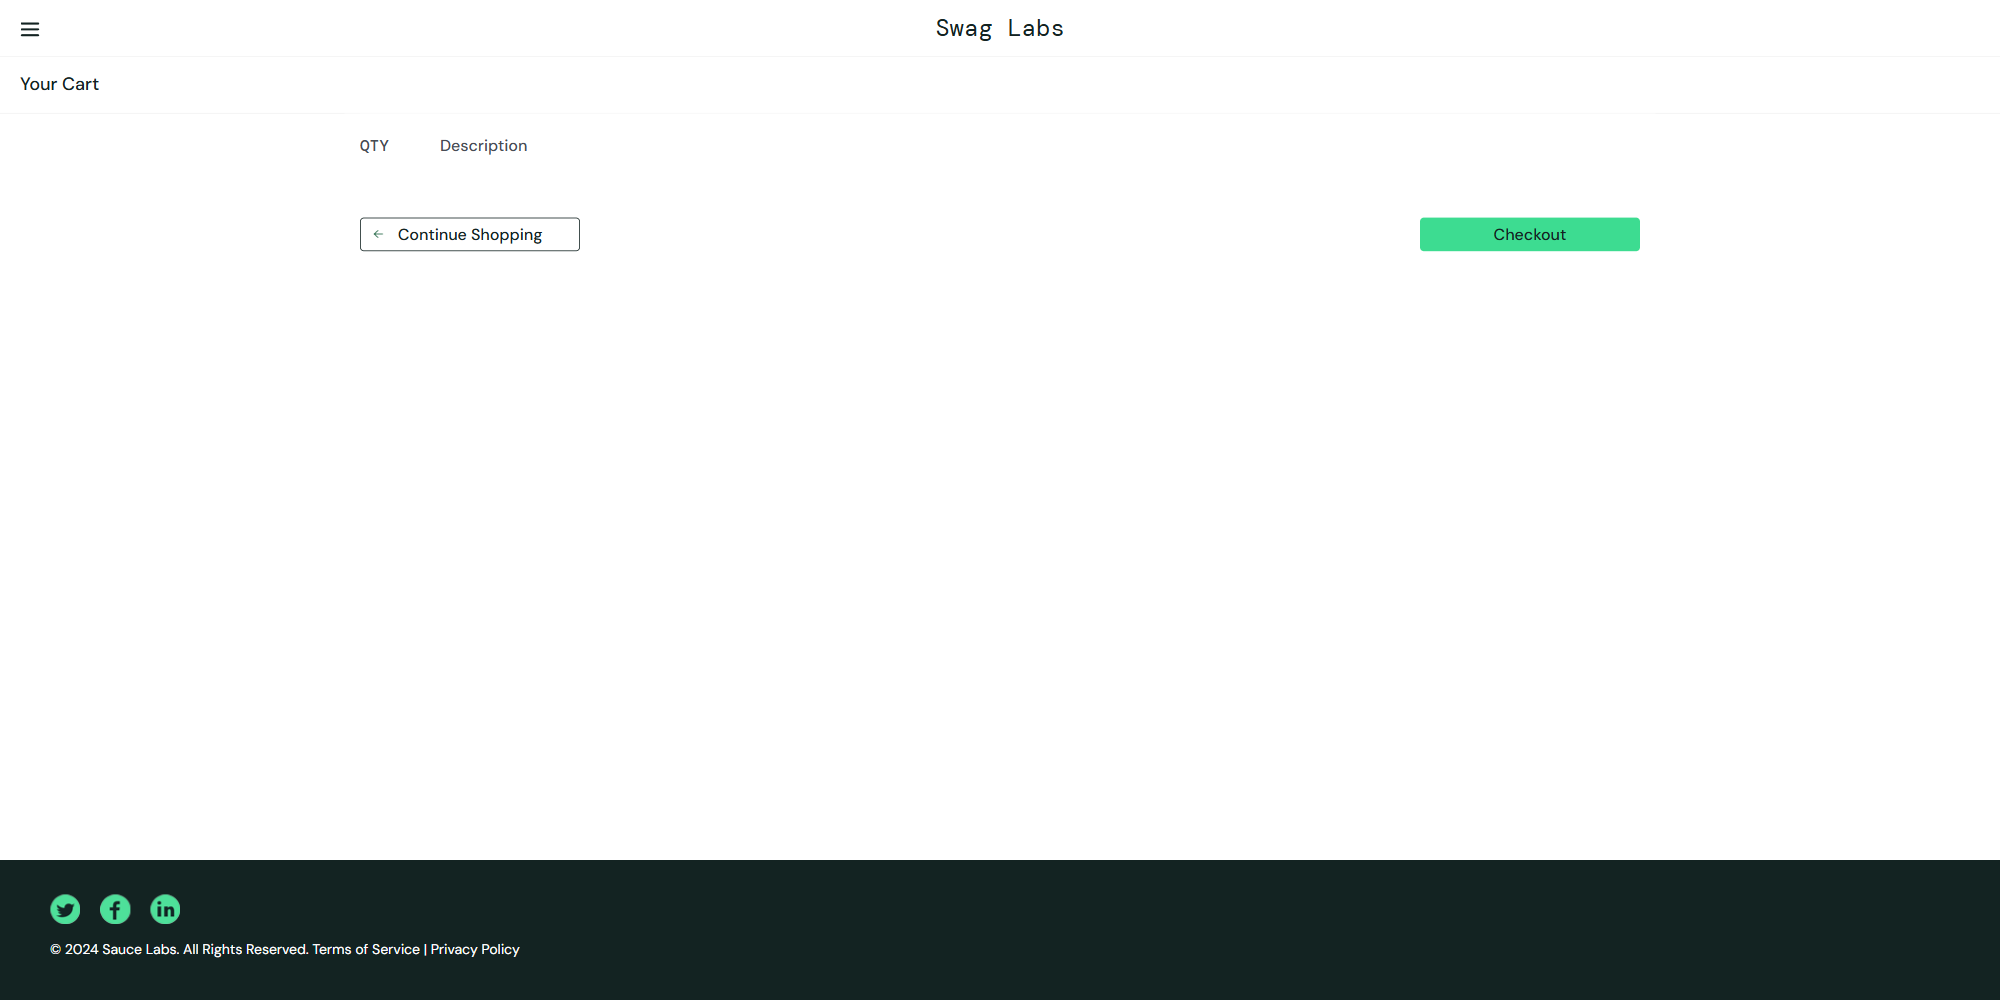 Swag Labs
Your Cart
QTY Description
Continue Shopping
Checkout
© 2024 Sauce Labs. All Rights Reserved. Terms of Service | Privacy Policy